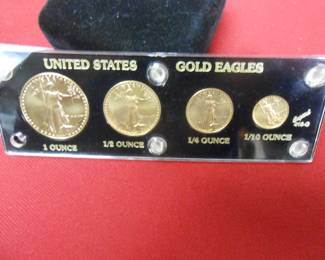 UNITED STATES GOLD EAGLES
1 OUNCE 1/2 OUNCE 1/4 OUNCE 1/10 OUNCE